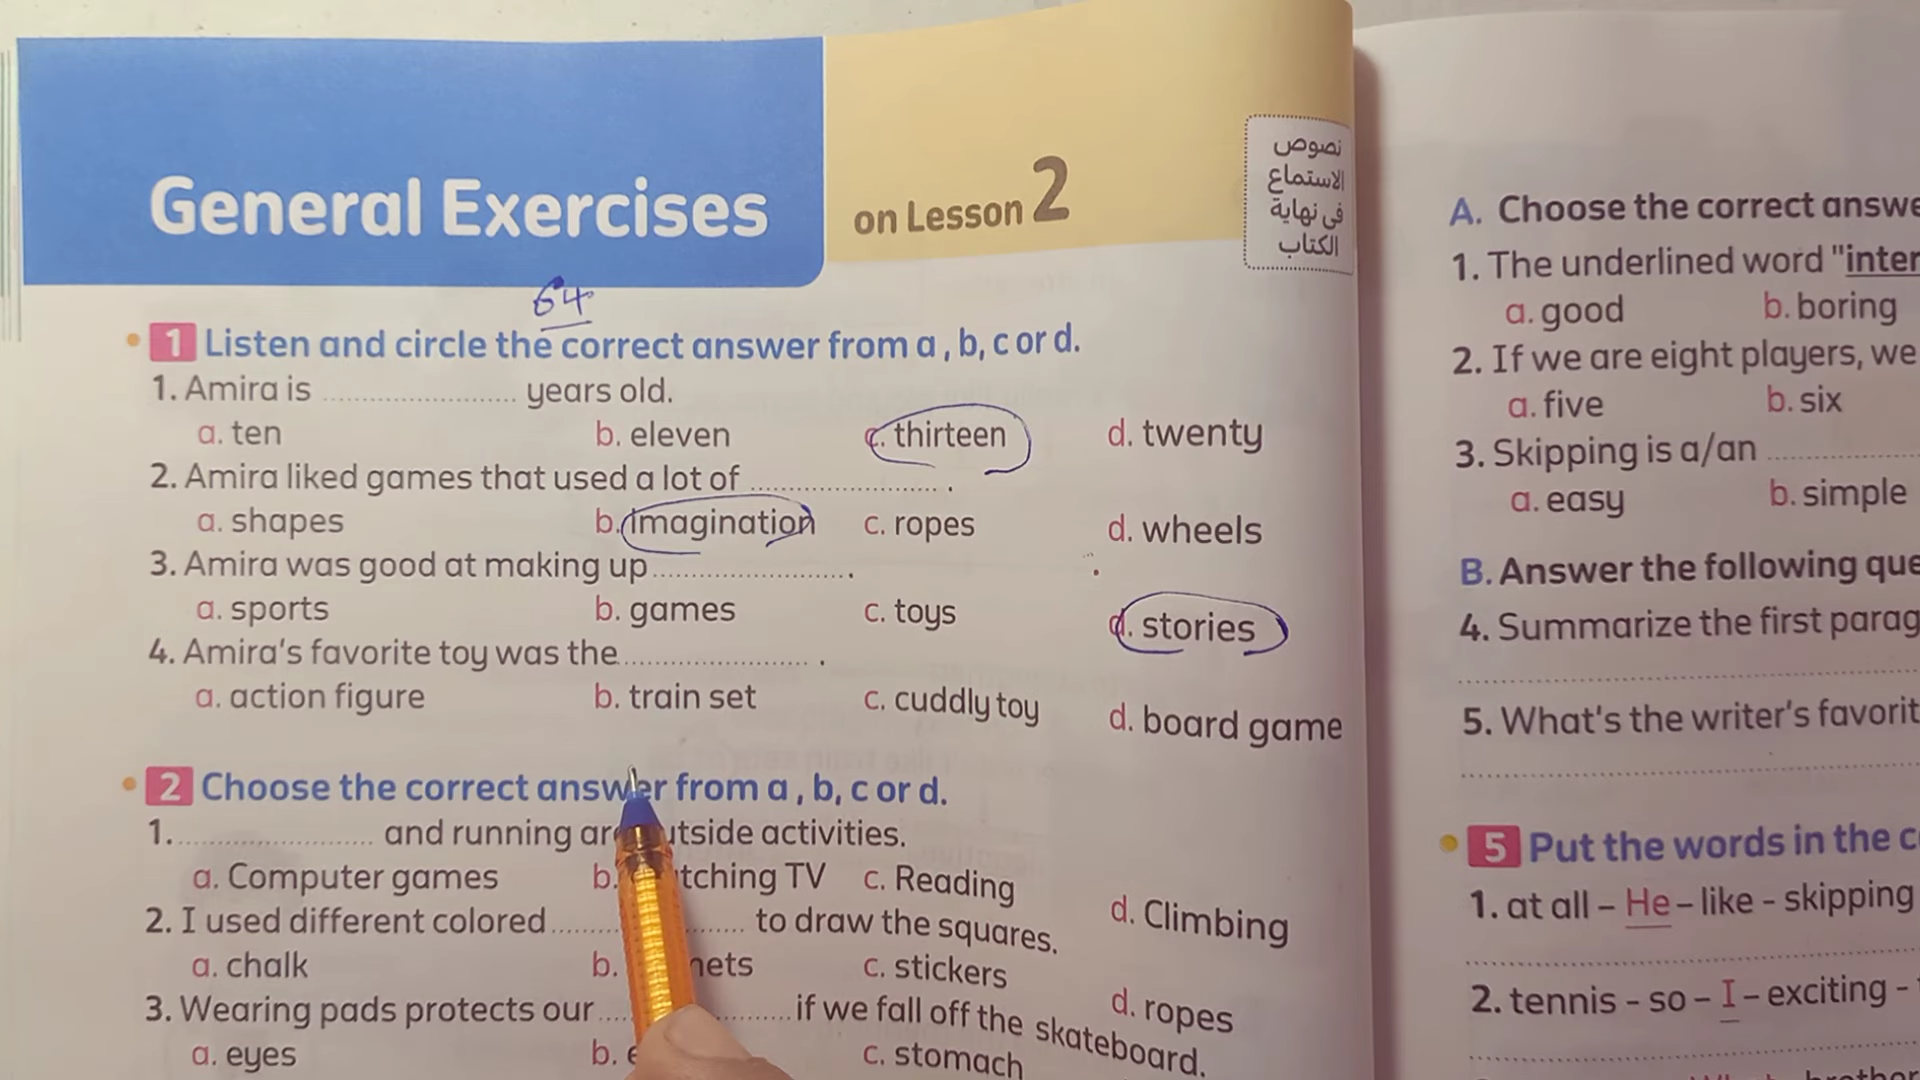 General Exercises
on Lesson 2
نصوص
الاستماع
فى نهاية
الكتاب
64
1 Listen and circle the correct answer from a , b, c or d.
1. Amira is ...................... years old.
a. ten b. eleven c. thirteen d. twenty
2. Amira liked games that used a lot of ...................... .
a. shapes b. imagination c. ropes d. wheels
3. Amira was good at making up ...................... .
a. sports b. games c. toys d. stories
4. Amira's favorite toy was the ...................... .
a. action figure b. train set c. cuddly toy d. board game
2 Choose the correct answer from a , b, c or d.
1. ...................... and running are utside activities.
a. Computer games b. tching TV c. Reading d. Climbing
2. I used different colored ...................... to draw the squares.
a. chalk b. nets c. stickers d. ropes
3. Wearing pads protects our ...................... if we fall off the skateboard.
a. eyes b. e c. stomach
A. Choose the correct answe
1. The underlined word "inter
a. good b. boring
2. If we are eight players, we
a. five b. six
3. Skipping is a/an ......................
a. easy b. simple
B. Answer the following que
4. Summarize the first parag
5. What's the writer's favorit
5 Put the words in the c
1. at all – He – like - skipping
2. tennis - so – I – exciting -